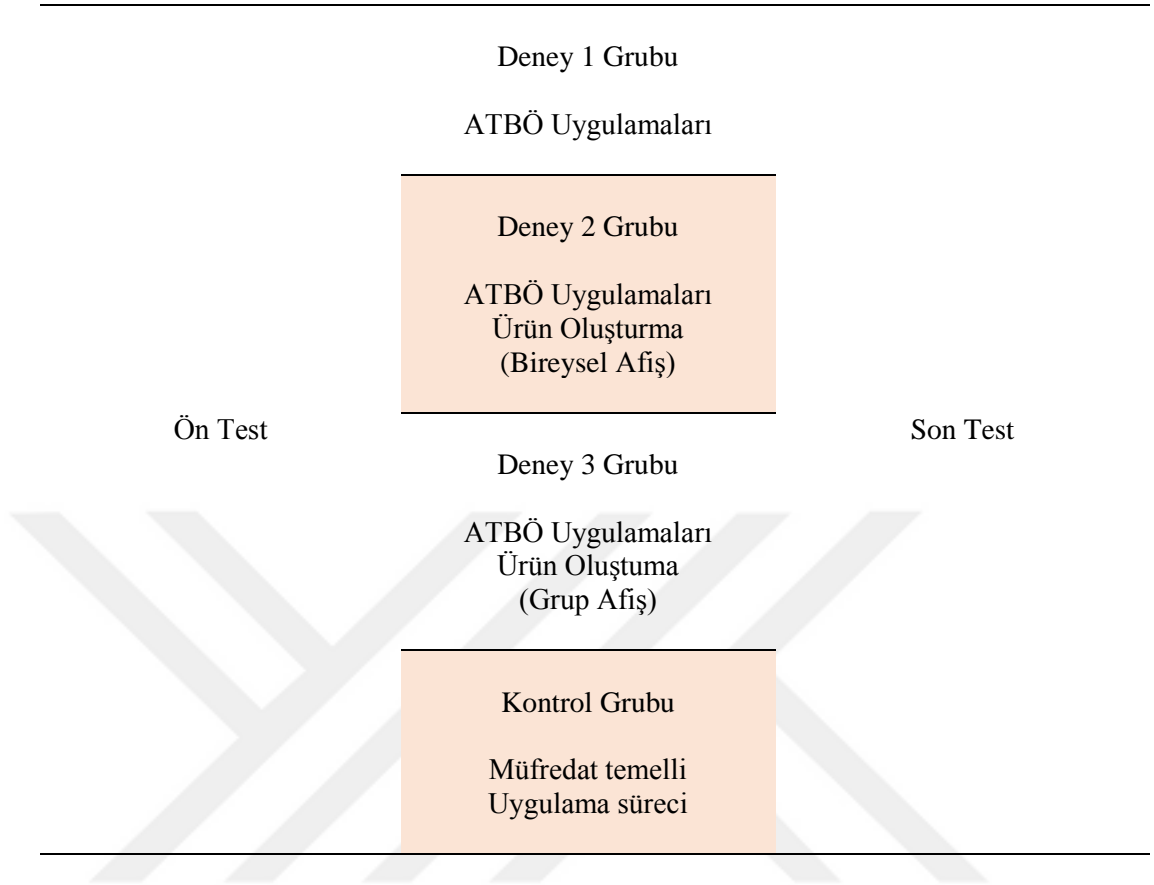 Deney 1 Grubu
ATBÖ Uygulamaları
Deney 2 Grubu
ATBÖ Uygulamaları
Ürün Oluşturma
(Bireysel Afiş)
Ön Test
Son Test
Deney 3 Grubu
ATBÖ Uygulamaları
Ürün Oluştuma
(Grup Afiş)
Kontrol Grubu
Müfredat temelli
Uygulama süreci